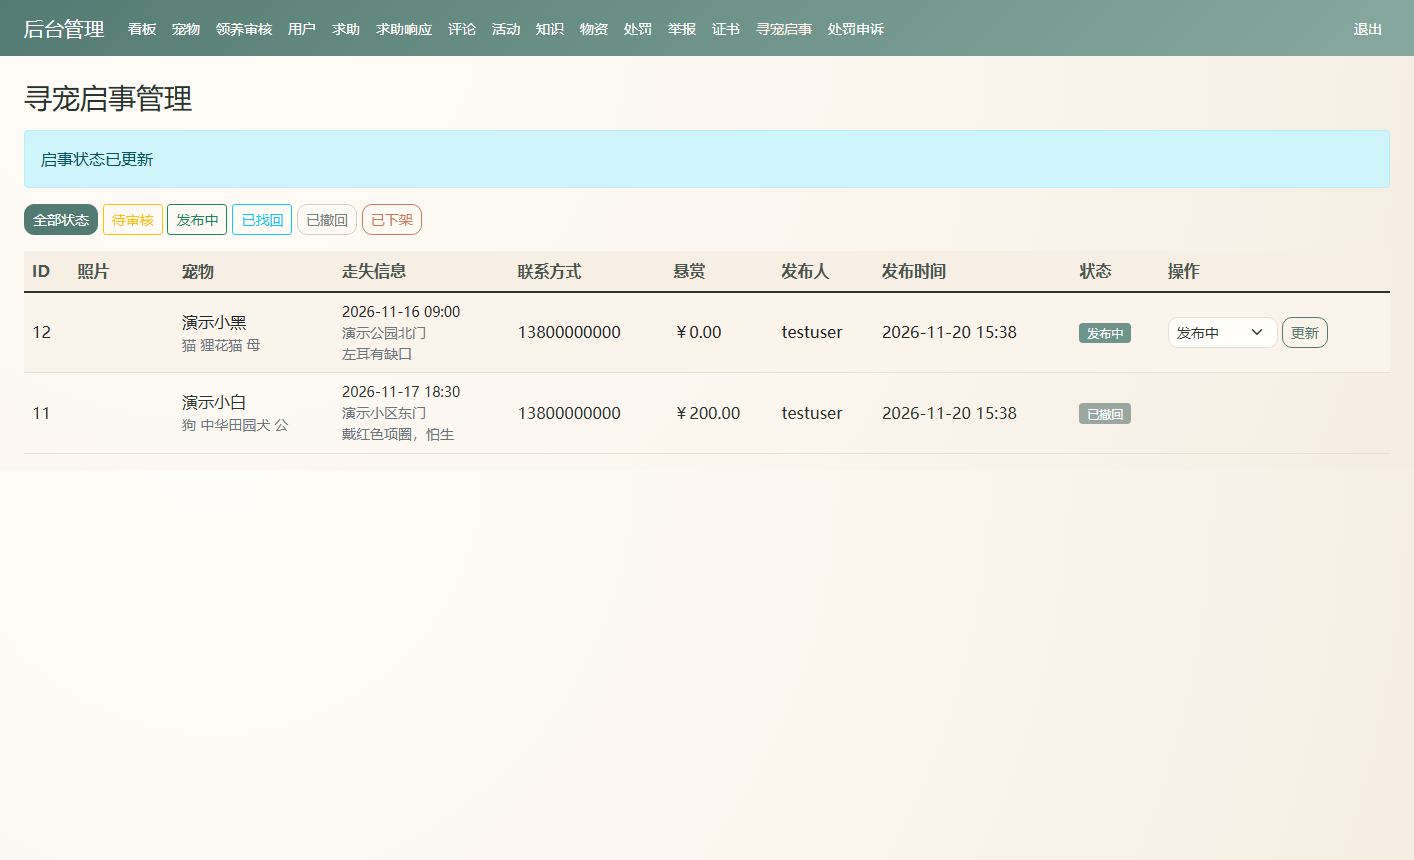 后台管理 看板 宠物 领养审核 用户 求助 求助响应 评论 活动 知识 物资 处罚 举报 证书 寻宠启事 处罚申诉 退出
寻宠启事管理
启事状态已更新
全部状态 待审核 发布中 已找回 已撤回 已下架
ID 照片 宠物 走失信息 联系方式 悬赏 发布人 发布时间 状态 操作
12 演示小黑 猫 狸花猫 母 2026-11-16 09:00 演示公园北门 左耳有缺口 13800000000 ￥0.00 testuser 2026-11-20 15:38 发布中 发布中 更新
11 演示小白 狗 中华田园犬 公 2026-11-17 18:30 演示小区东门 戴红色项圈，怕生 13800000000 ￥200.00 testuser 2026-11-20 15:38 已撤回